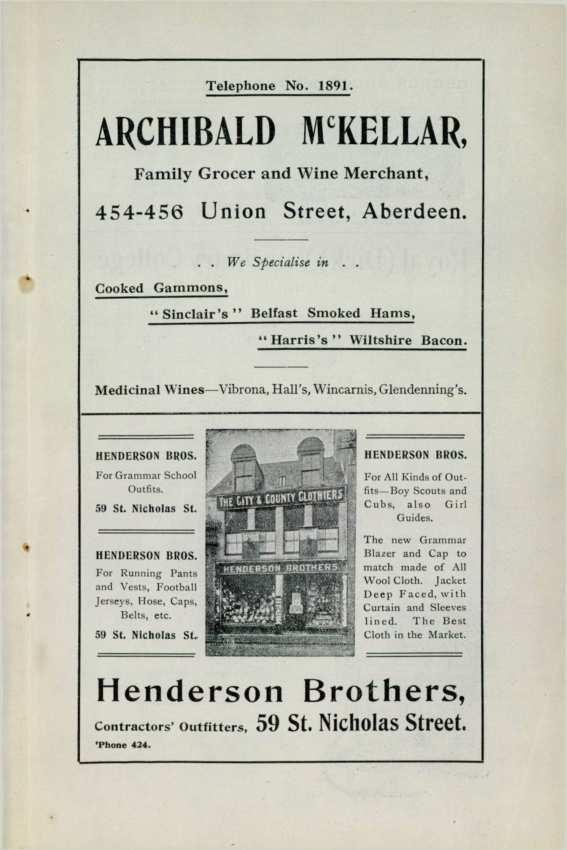 Telephone No. 1891.
ARCHIBALD McKELLAR,
Family Grocer and Wine Merchant,
454-456 Union Street, Aberdeen.
. . We Specialise in . .
Cooked Gammons,
"Sinclair's" Belfast Smoked Hams,
"Harris's" Wiltshire Bacon.
Medicinal Wines—Vibrona, Hall's, Wincarnis, Glendenning's.
HENDERSON BROS.
For Grammar School
Outfits.
59 St. Nicholas St.
HENDERSON BROS.
For Running Pants
and Vests, Football
Jerseys, Hose, Caps,
Belts, etc.
59 St. Nicholas St.
THE CITY & COUNTY CLOTHIERS
HENDERSON BROTHERS
HENDERSON BROS.
For All Kinds of Out-
fits—Boy Scouts and
Cubs, also Girl
Guides.
The new Grammar
Blazer and Cap to
match made of All
Wool Cloth. Jacket
Deep Faced, with
Curtain and Sleeves
lined. The Best
Cloth in the Market.
Henderson Brothers,
Contractors' Outfitters, 59 St. Nicholas Street.
'Phone 424.